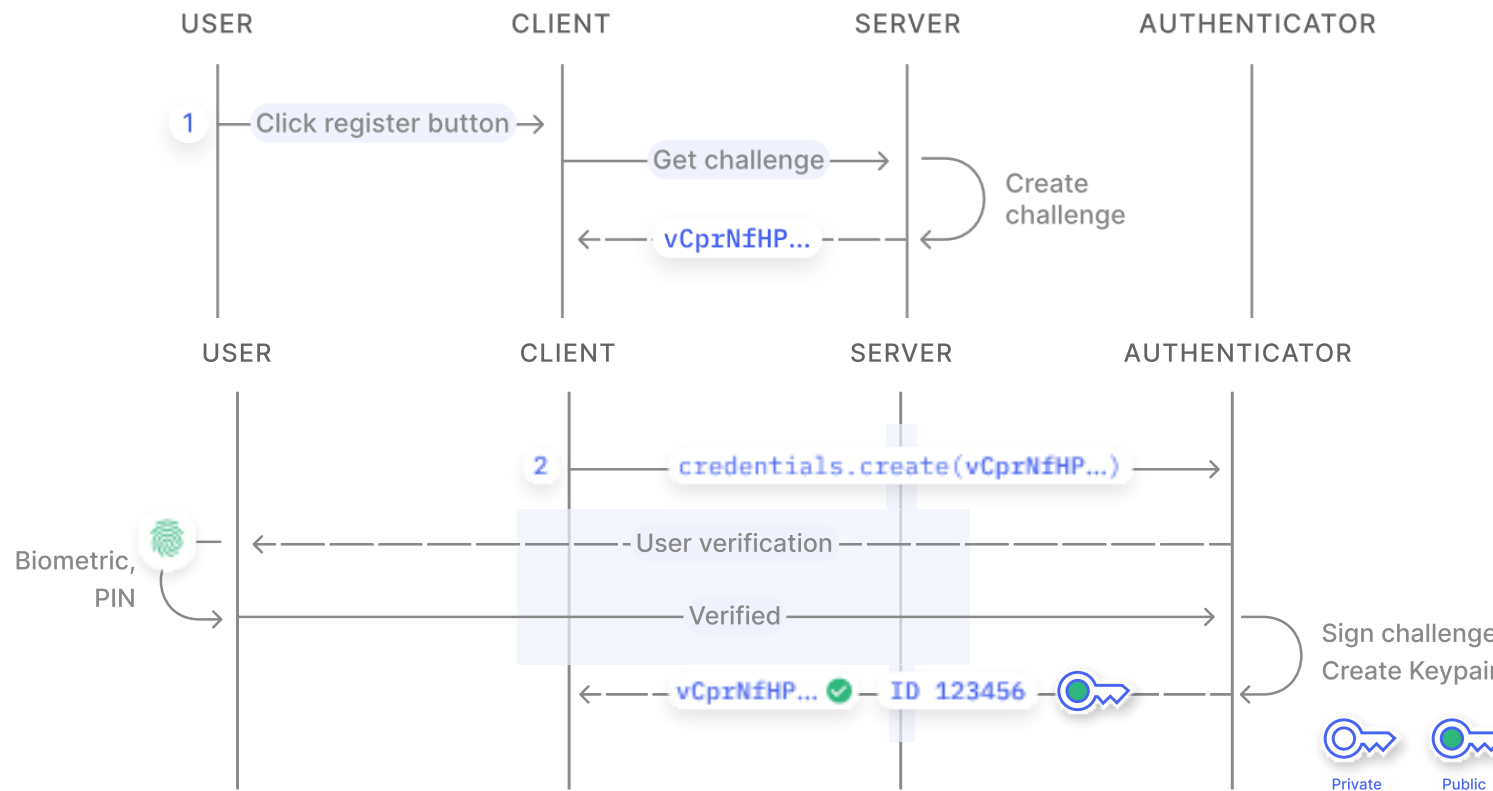 USER CLIENT SERVER AUTHENTICATOR
1 Click register button
Get challenge
Create
challenge
vCprNfHP...
USER CLIENT SERVER AUTHENTICATOR
2 credentials.create(vCprNfHP...)
User verification
Biometric,
PIN
Verified
Sign challenge
Create Keypair
vCprNfHP... ID 123456
Private Public